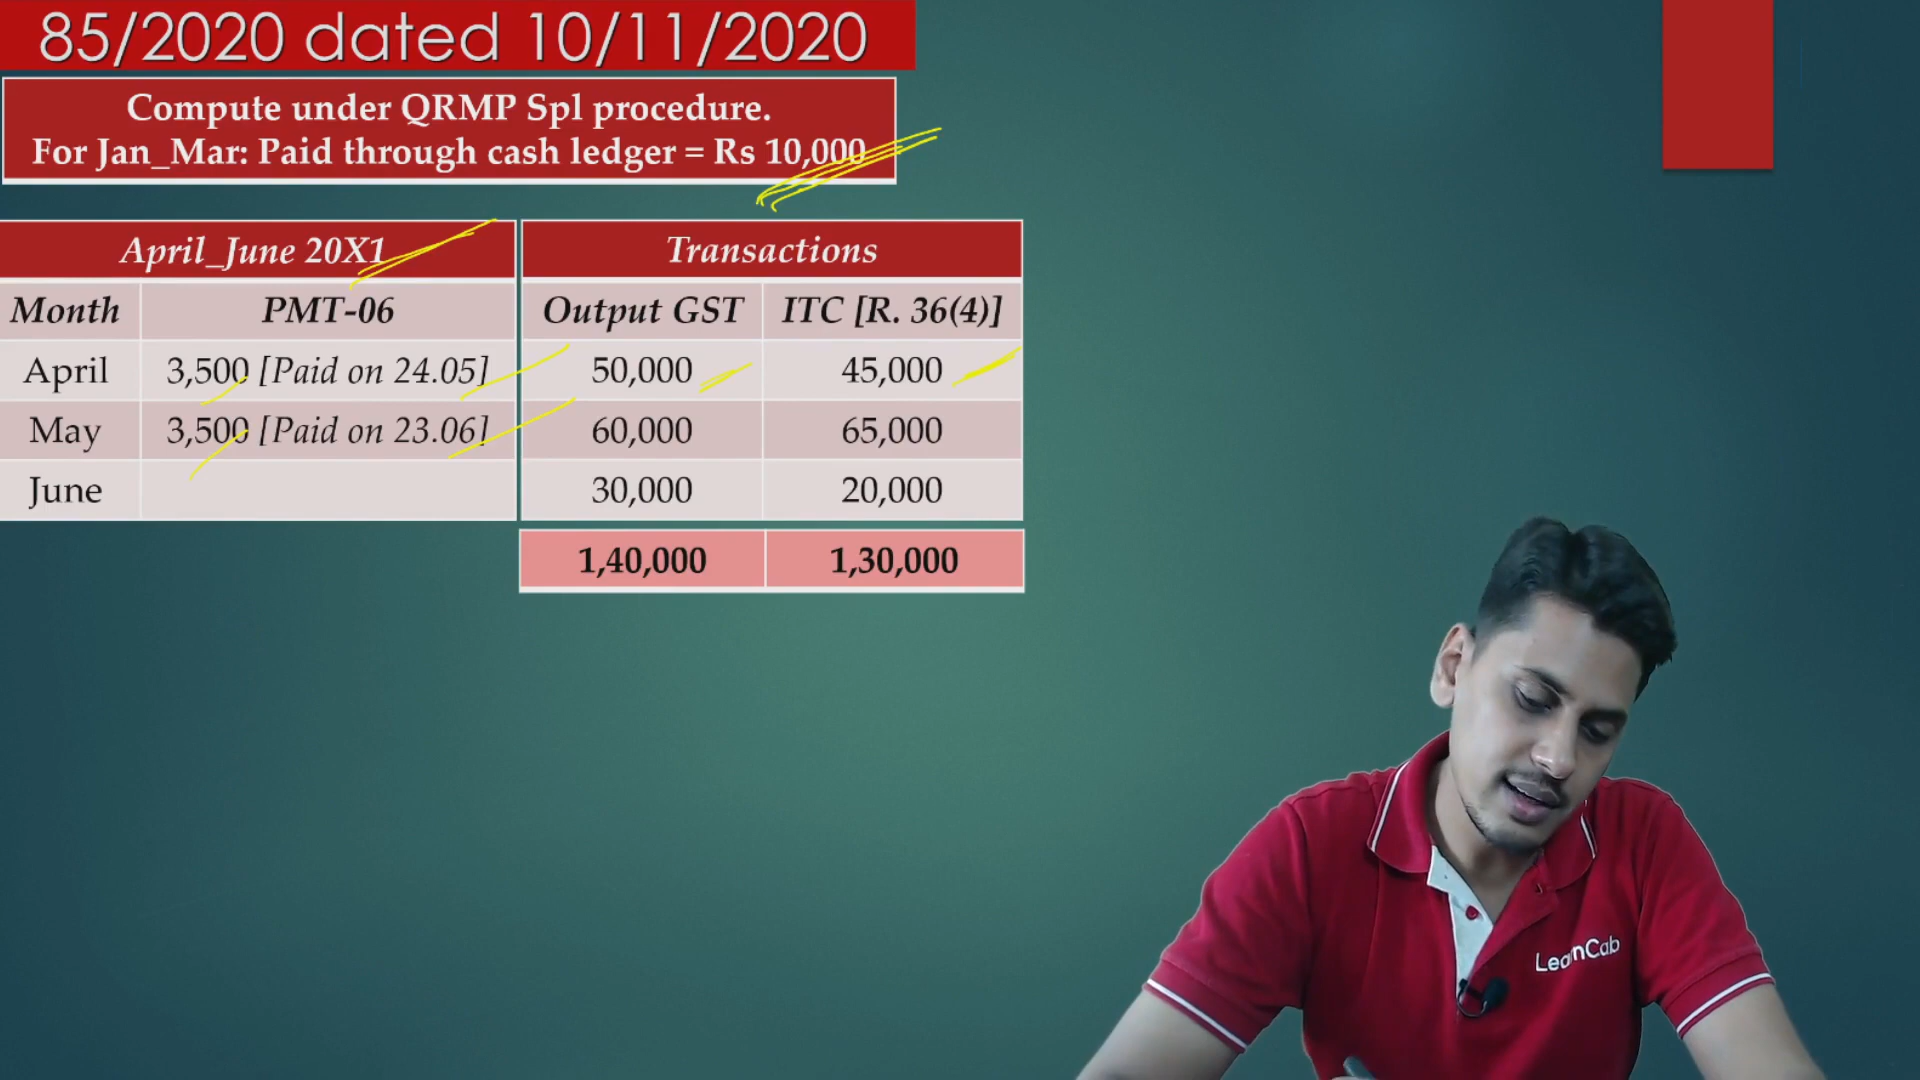 85/2020 dated 10/11/2020
Compute under QRMP Spl procedure.
For Jan_Mar: Paid through cash ledger = Rs 10,000
April_June 20X1
Transactions
Month PMT-06 Output GST ITC [R. 36(4)]
April 3,500 [Paid on 24.05] 50,000 45,000
May 3,500 [Paid on 23.06] 60,000 65,000
June 30,000 20,000
1,40,000 1,30,000
LearnCab